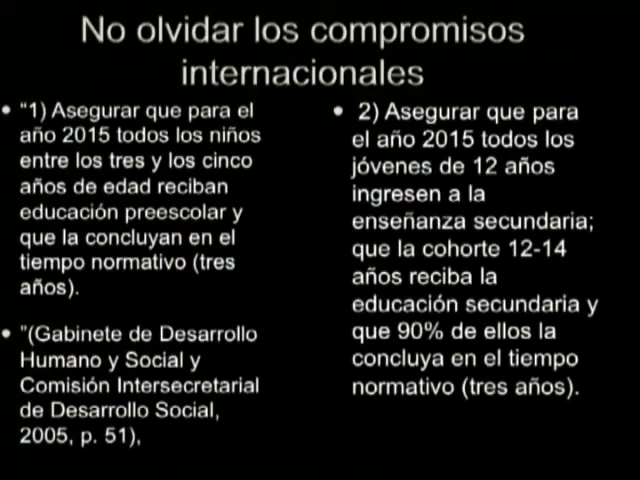 No olvidar los compromisos
internacionales
• “1) Asegurar que para el
año 2015 todos los niños
entre los tres y los cinco
años de edad reciban
educación preescolar y
que la concluyan en el
tiempo normativo (tres
años).
• ”(Gabinete de Desarrollo
Humano y Social y
Comisión Intersecretarial
de Desarrollo Social,
2005, p. 51),
• 2) Asegurar que para
el año 2015 todos los
jóvenes de 12 años
ingresen a la
enseñanza secundaria;
que la cohorte 12-14
años reciba la
educación secundaria y
que 90% de ellos la
concluya en el tiempo
normativo (tres años).